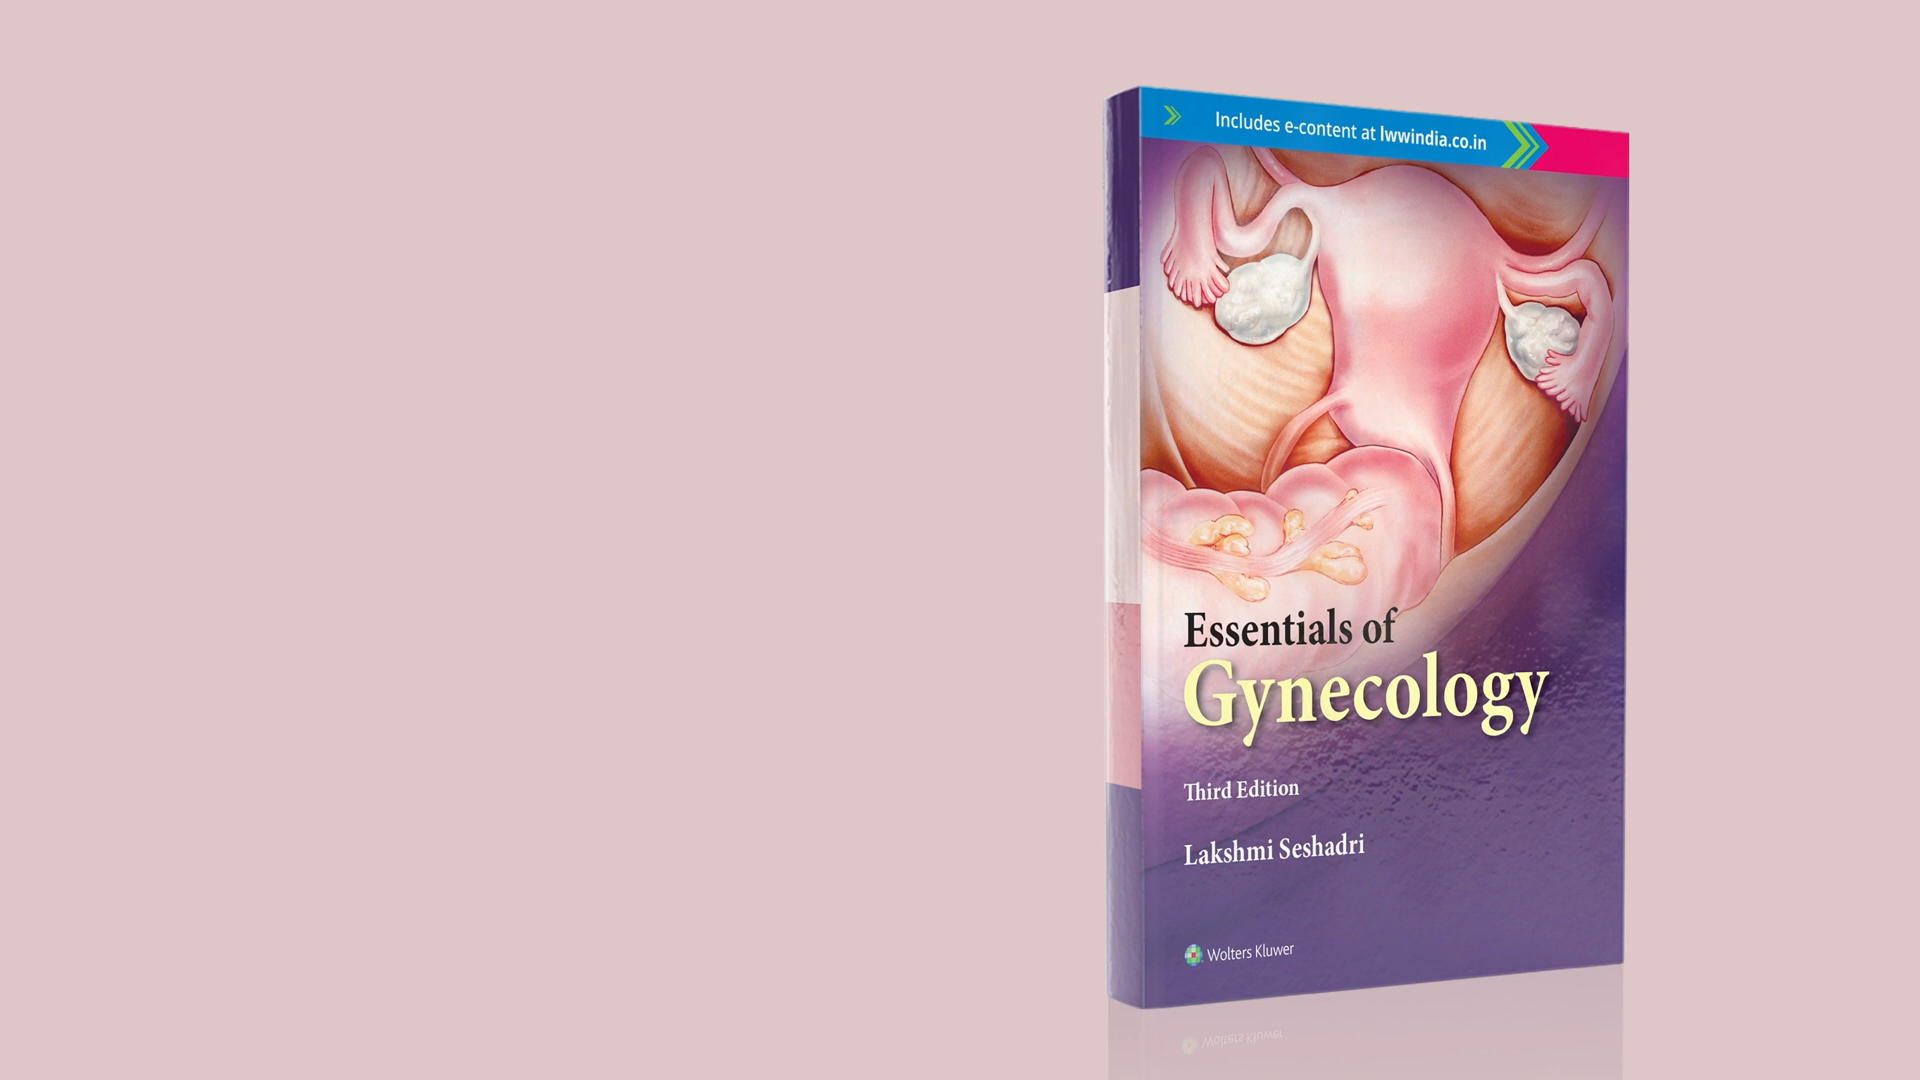 Includes e-content at lwwindia.co.in
Essentials of
Gynecology
Third Edition
Lakshmi Seshadri
Wolters Kluwer